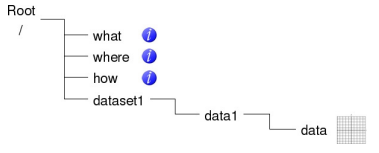 Root
/
what i
where i
how i
dataset1
data1
data